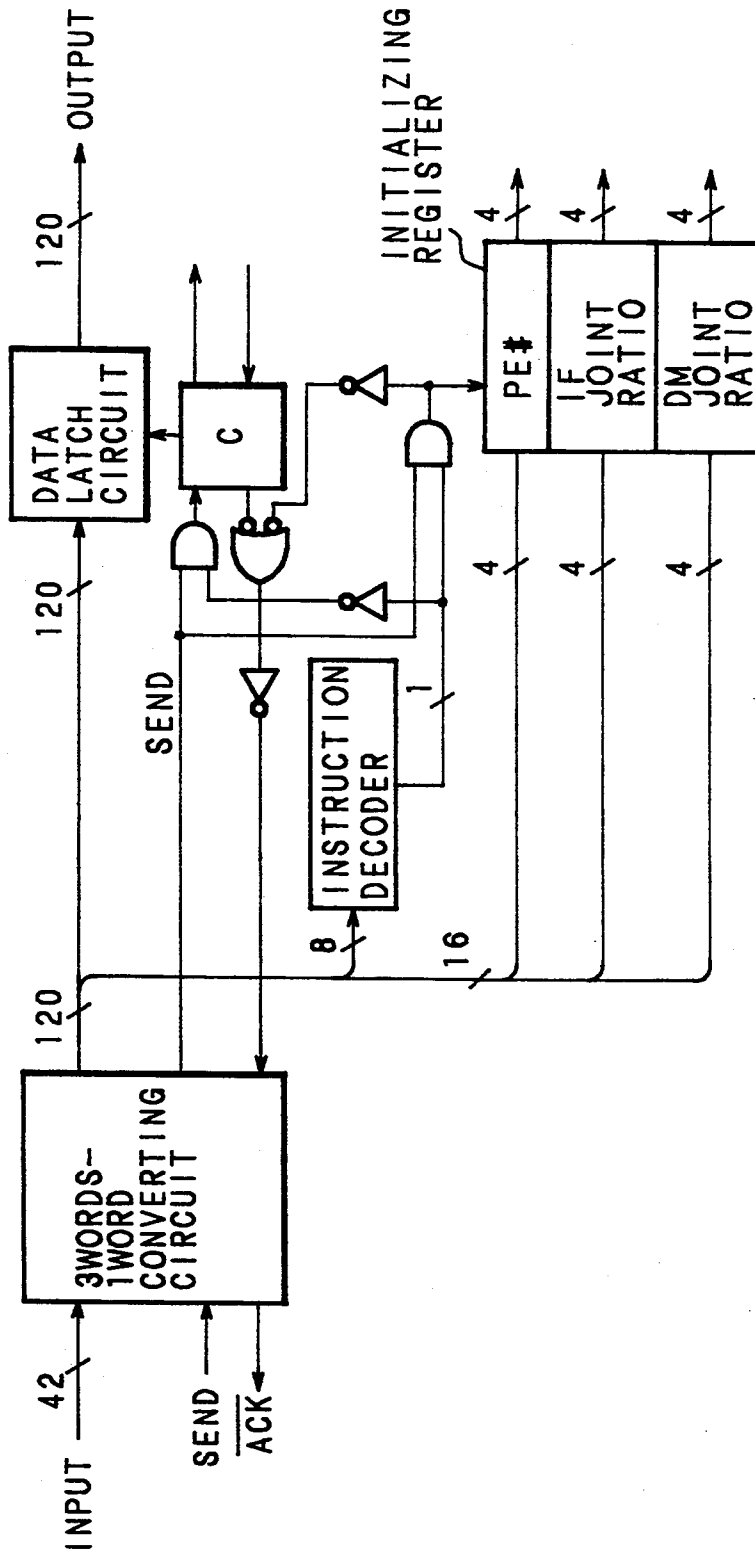 INPUT
42
SEND
ACK
3WORDS-
1WORD
CONVERTING
CIRCUIT
120
SEND
120
DATA
LATCH
CIRCUIT
120
OUTPUT
C
8
INSTRUCTION
DECODER
1
16
4
4
4
INITIALIZING
REGISTER
PE#
IF
JOINT
RATIO
DM
JOINT
RATIO
4
4
4